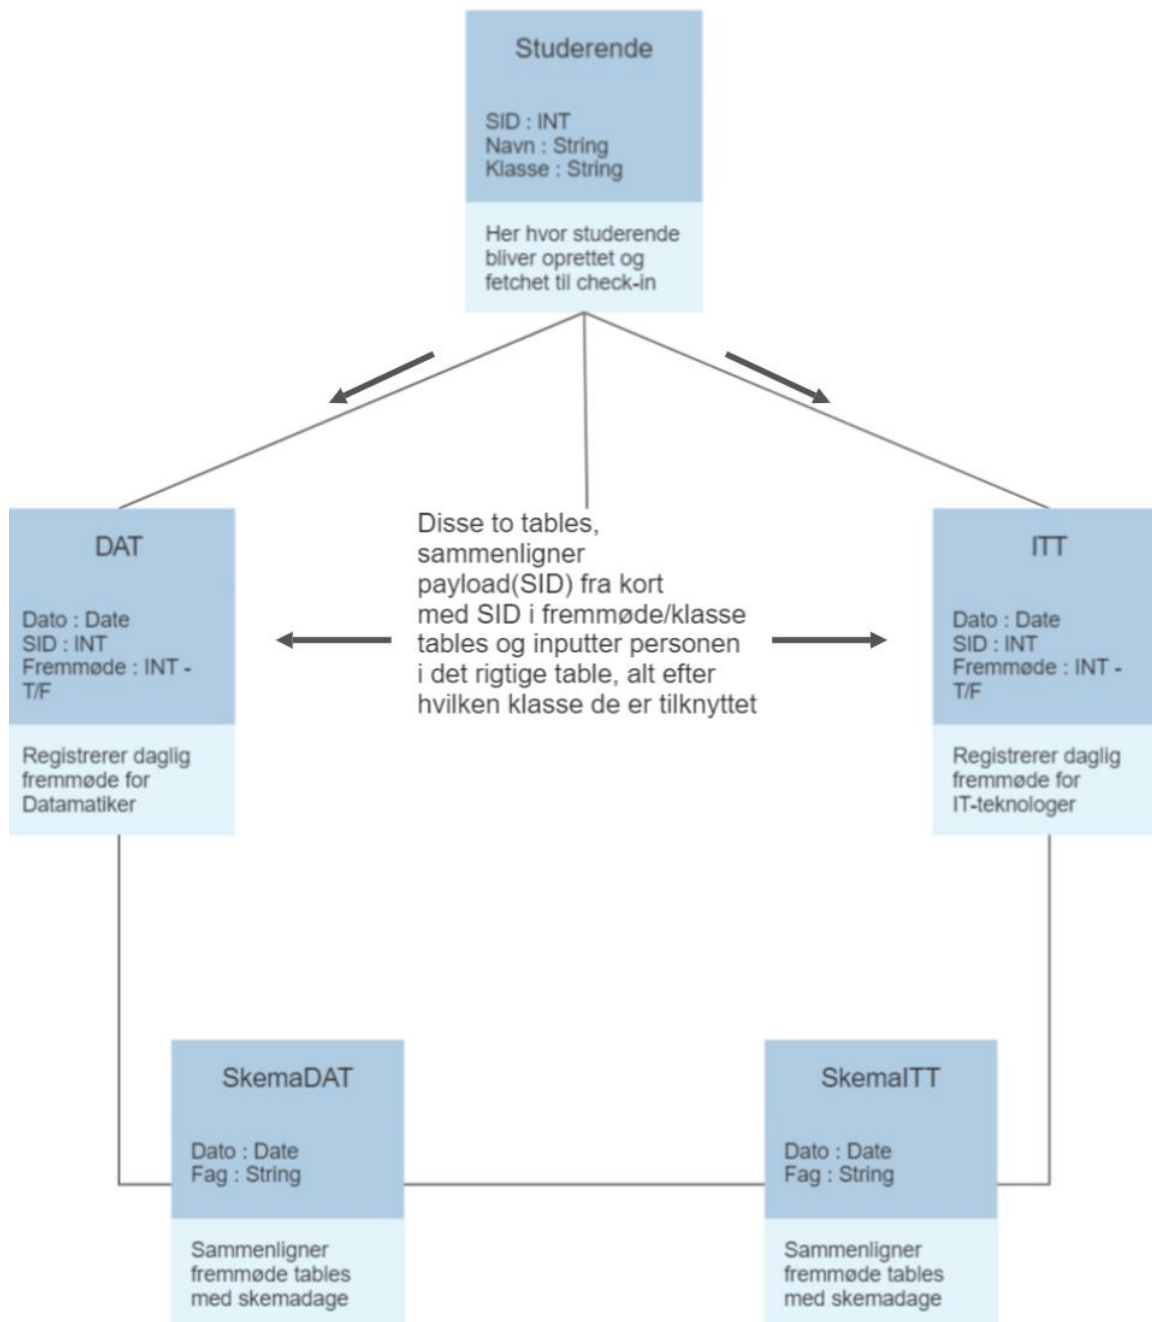 Studerende
SID : INT
Navn : String
Klasse : String
Her hvor studerende
bliver oprettet og
fetchet til check-in
DAT
Dato : Date
SID : INT
Fremmøde : INT -
T/F
Registrerer daglig
fremmøde for
Datamatiker
Disse to tables,
sammenligner
payload(SID) fra kort
med SID i fremmøde/klasse
tables og inputter personen
i det rigtige table, alt efter
hvilken klasse de er tilknyttet
ITT
Dato : Date
SID : INT
Fremmøde : INT -
T/F
Registrerer daglig
fremmøde for
IT-teknologer
SkemaDAT
Dato : Date
Fag : String
Sammenligner
fremmøde tables
med skemadage
SkemaITT
Dato : Date
Fag : String
Sammenligner
fremmøde tables
med skemadage